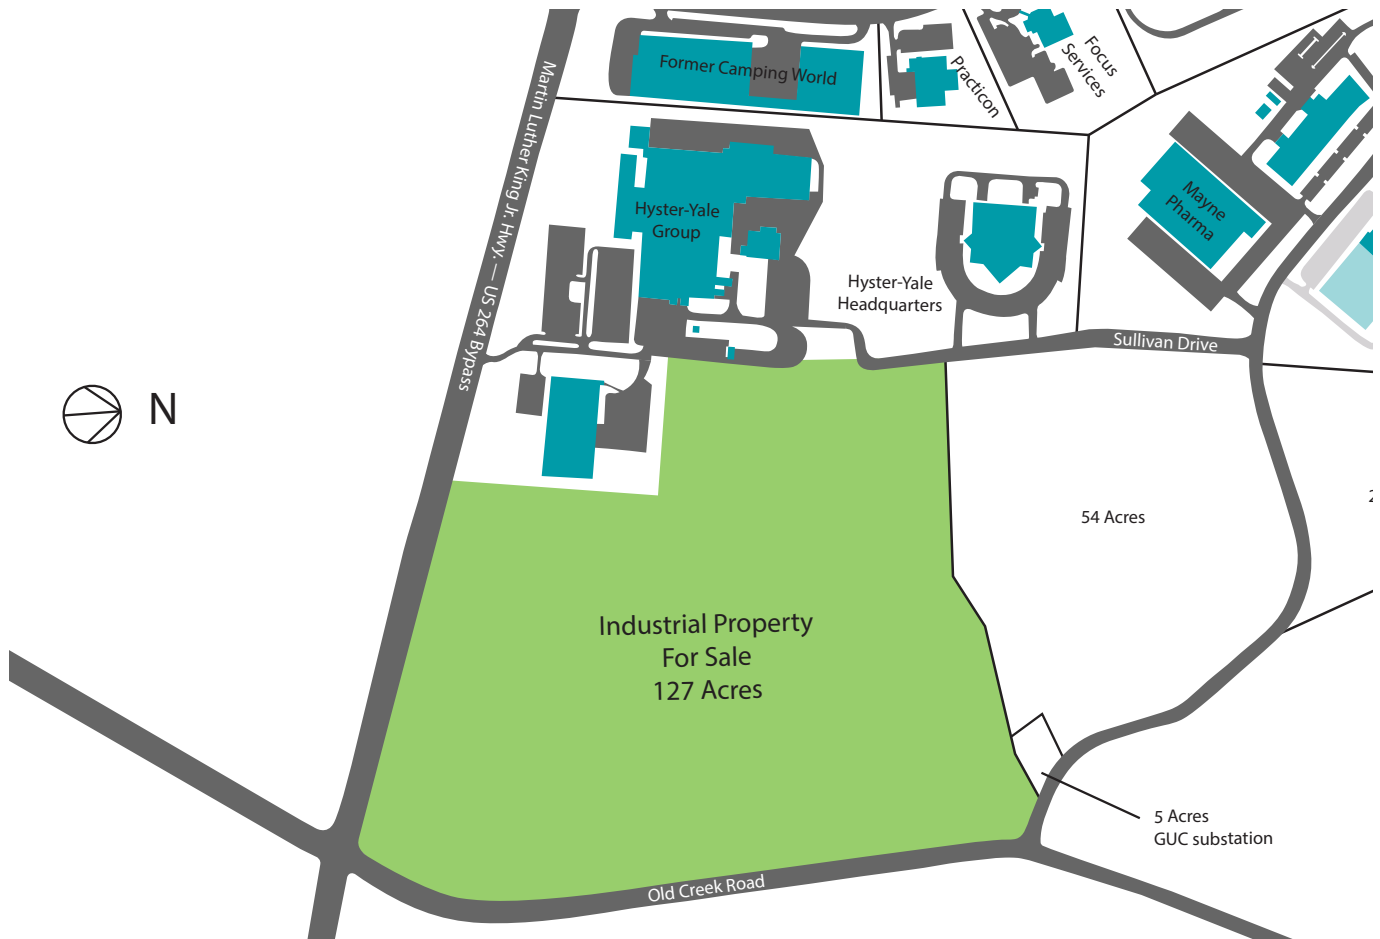 Former Camping World
Practicon
Focus
Services
Martin Luther King Jr. Hwy. — US 264 Bypass
Hyster-Yale
Group
Mayne
Pharma
Hyster-Yale
Headquarters
Sullivan Drive
N
2
54 Acres
Industrial Property
For Sale
127 Acres
5 Acres
GUC substation
Old Creek Road